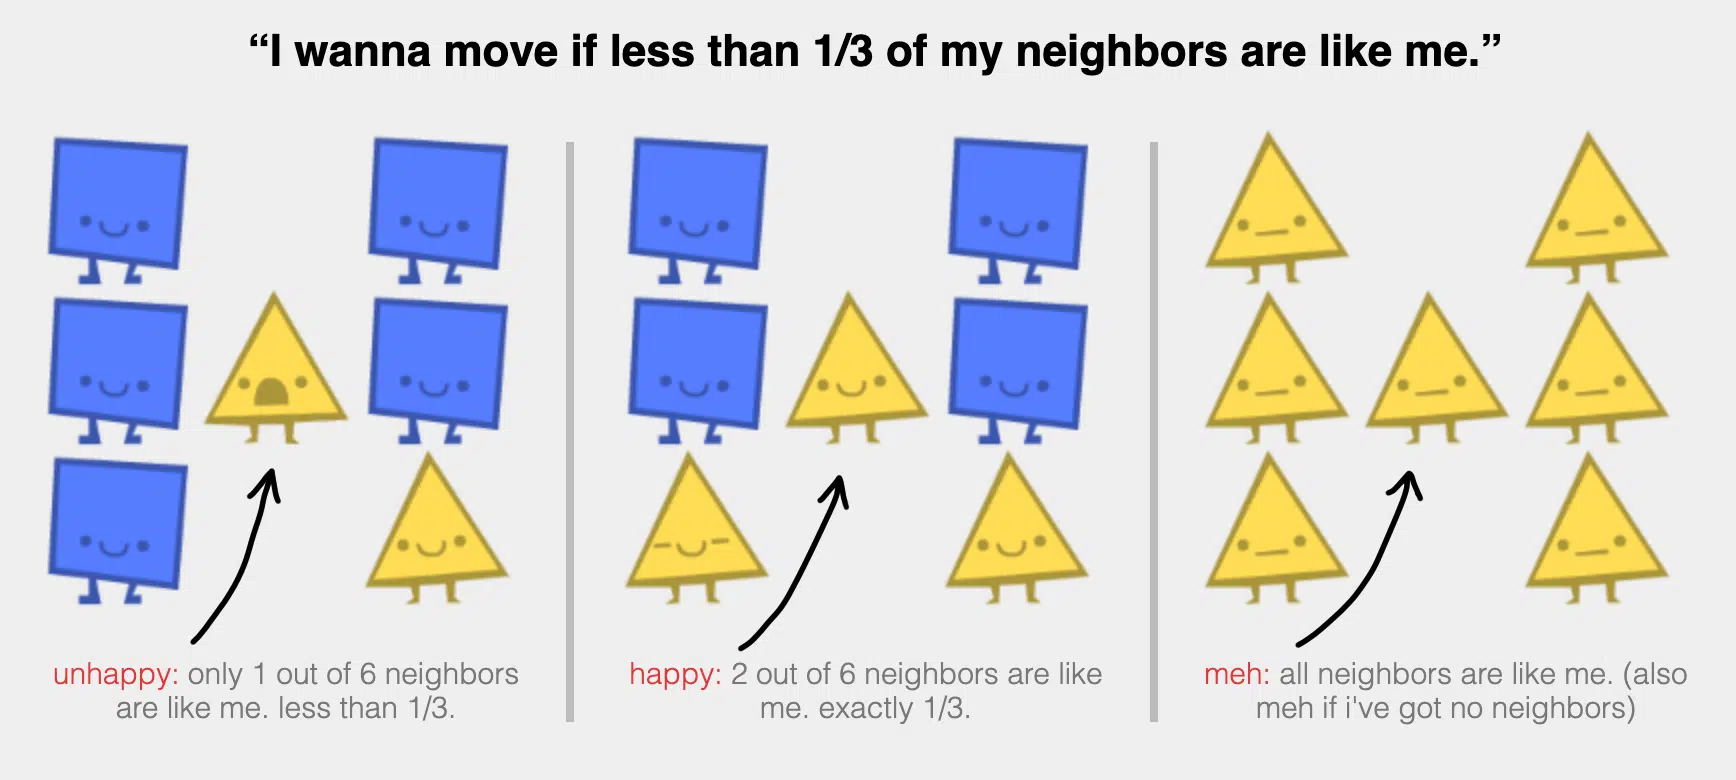 “I wanna move if less than 1/3 of my neighbors are like me.”
unhappy: only 1 out of 6 neighbors
are like me. less than 1/3.
happy: 2 out of 6 neighbors are like
me. exactly 1/3.
meh: all neighbors are like me. (also
meh if i've got no neighbors)